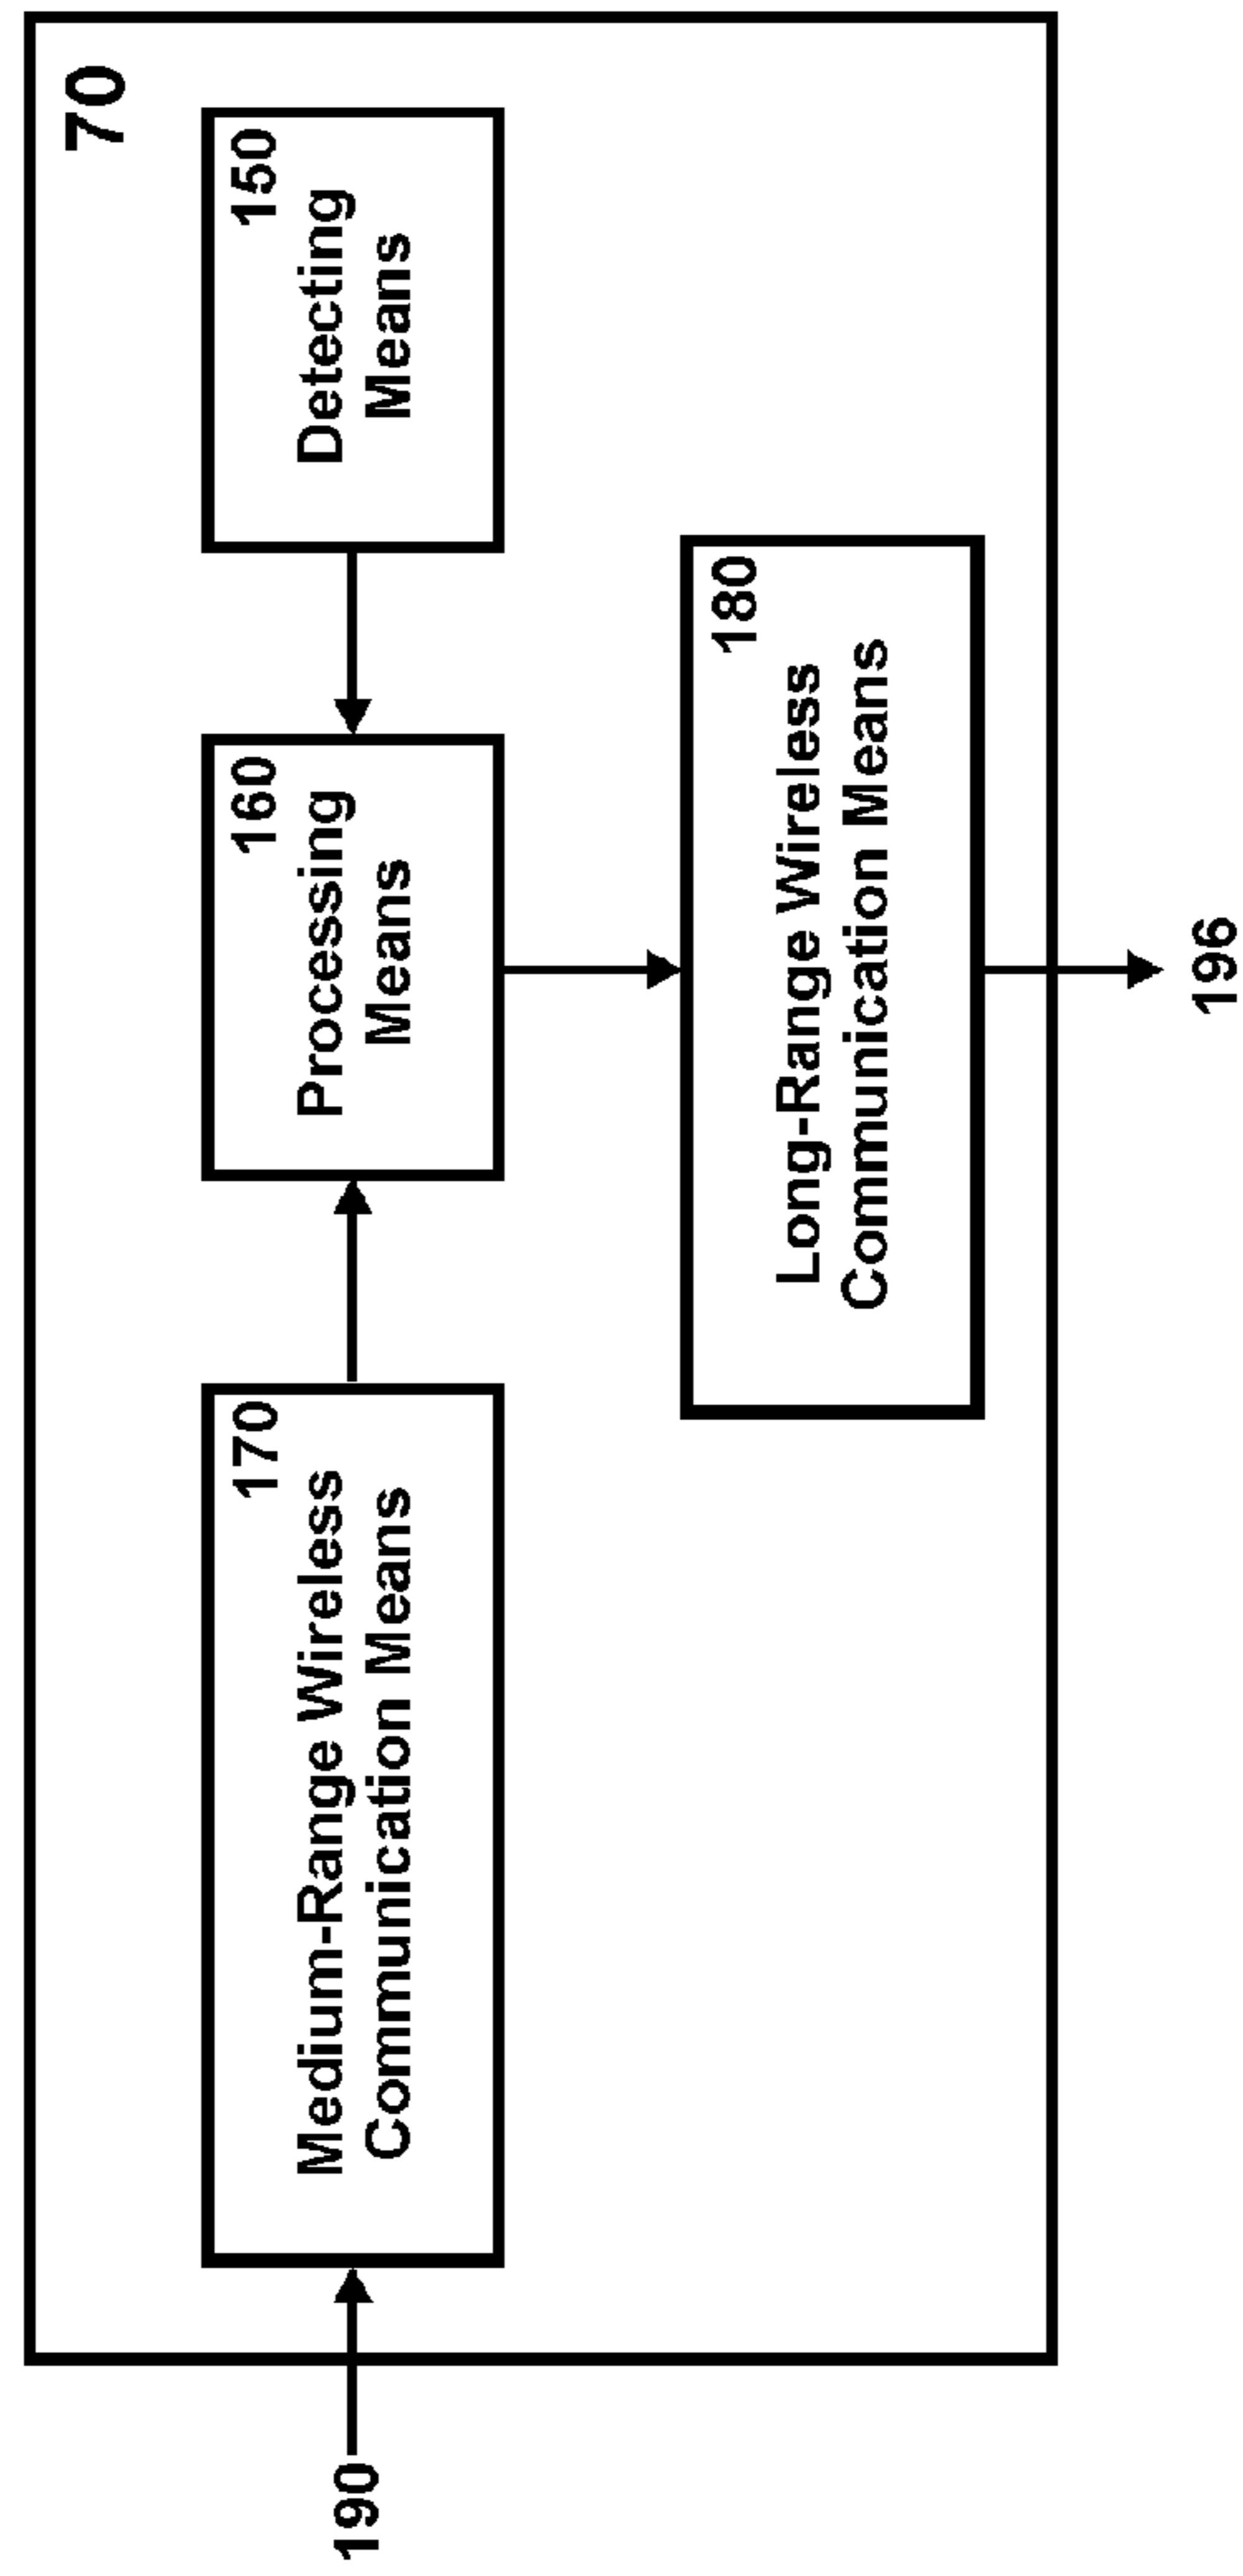 70
170
Medium-Range Wireless
Communication Means
160
Processing
Means
150
Detecting
Means
190
180
Long-Range Wireless
Communication Means
196